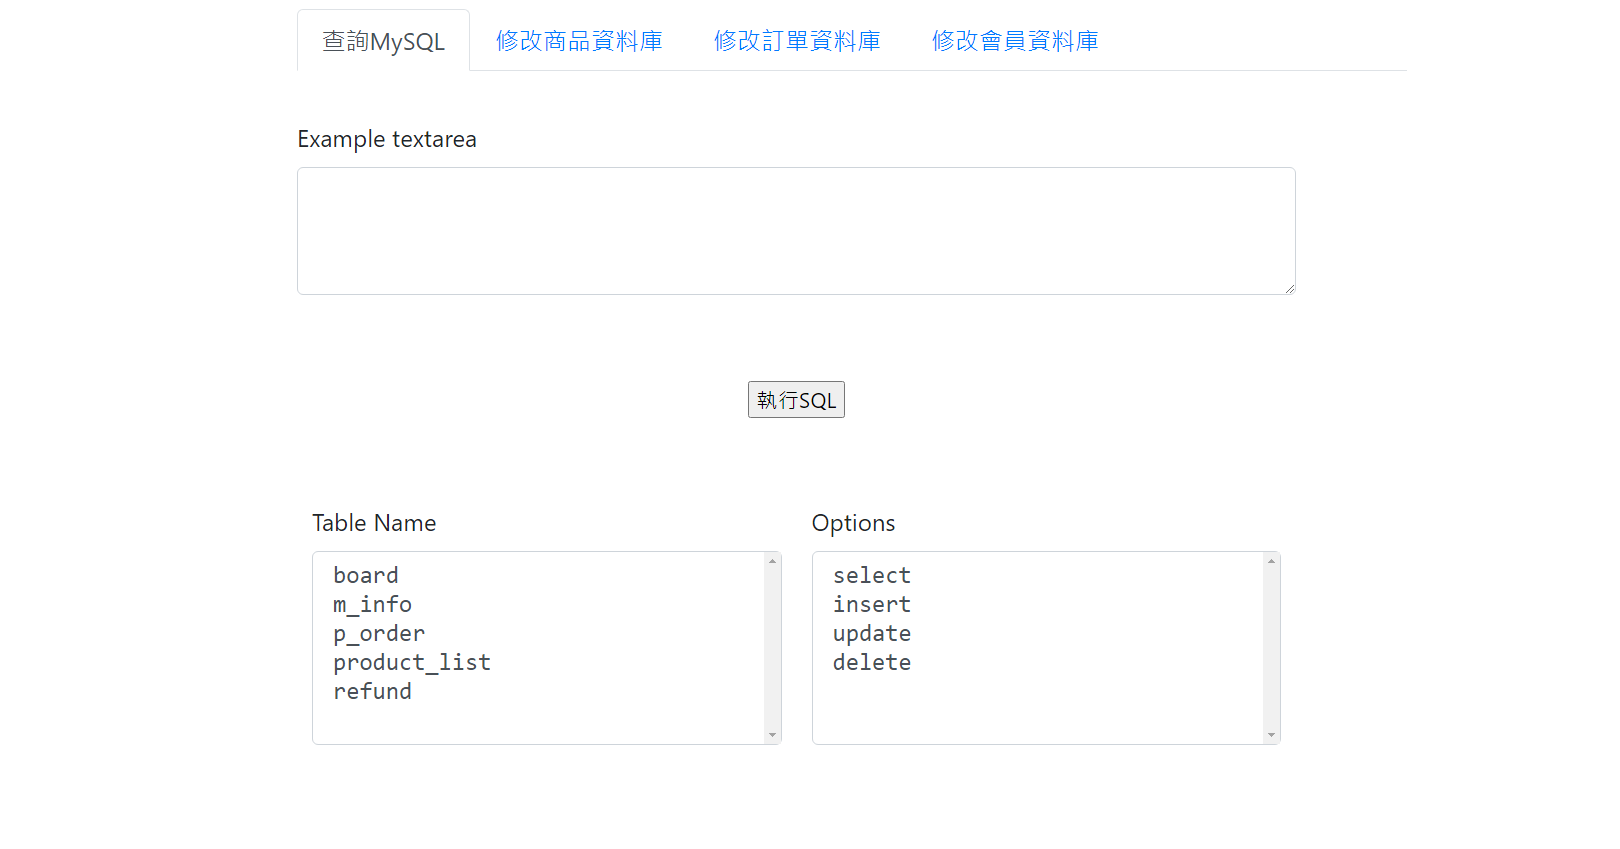 查詢MySQL 修改商品資料庫 修改訂單資料庫 修改會員資料庫
Example textarea
執行SQL
Table Name
board
m_info
p_order
product_list
refund
Options
select
insert
update
delete